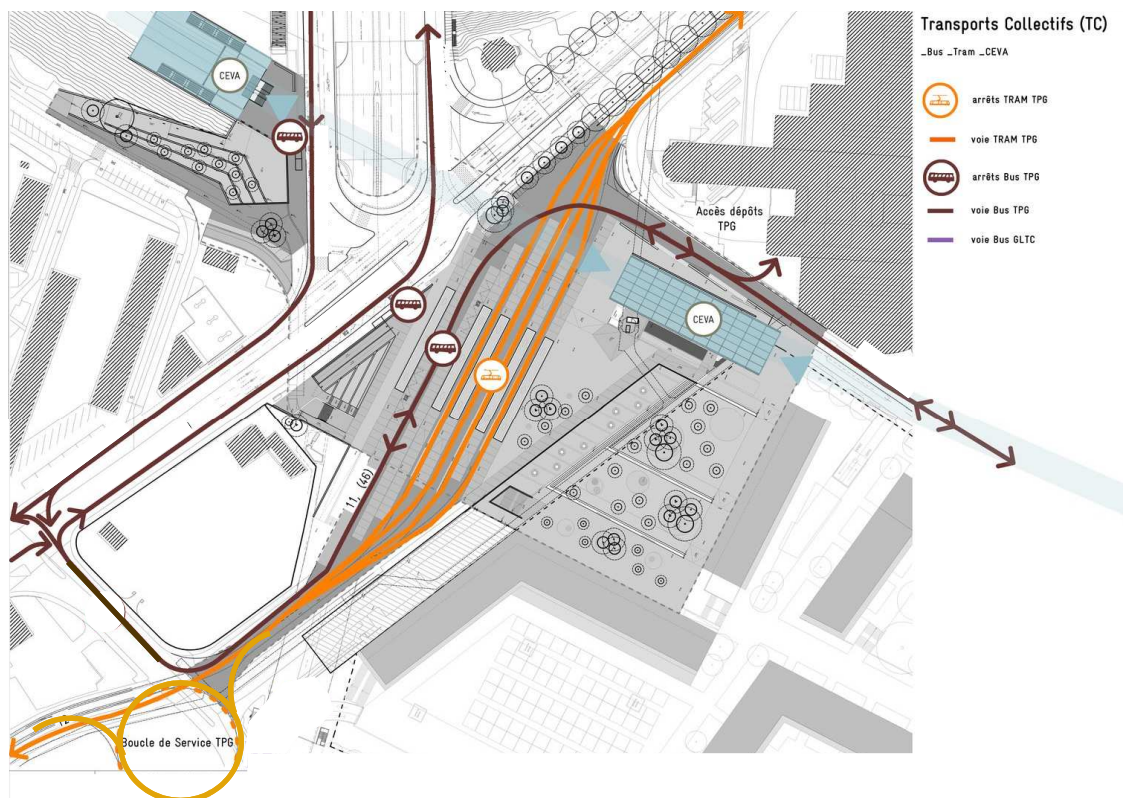 Transports Collectifs (TC)
_Bus _Tram _CEVA
arrêts TRAM TPG
voie TRAM TPG
arrêts Bus TPG
voie Bus TPG
voie Bus GLTC
CEVA
Accès dépôts
TPG
CEVA
11, (46)
Boucle de Service TPG